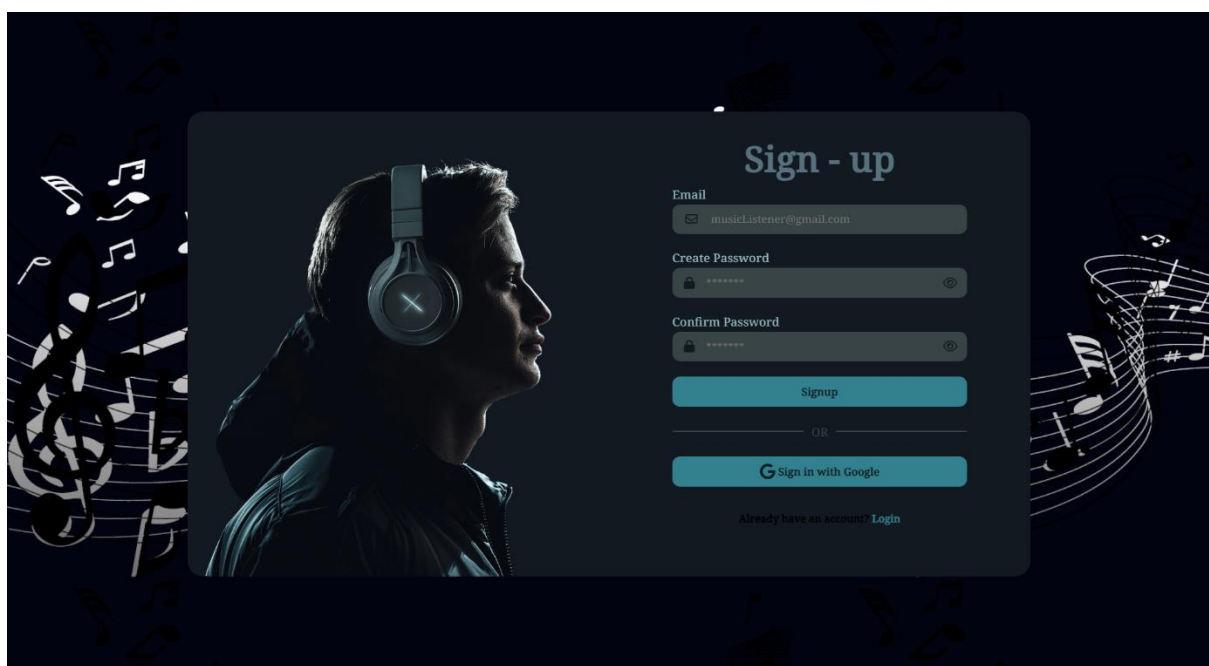 Sign - up
Email
musicListener@gmail.com
Create Password
*******
Confirm Password
*******
Signup
OR
G Sign in with Google
Already have an account? Login